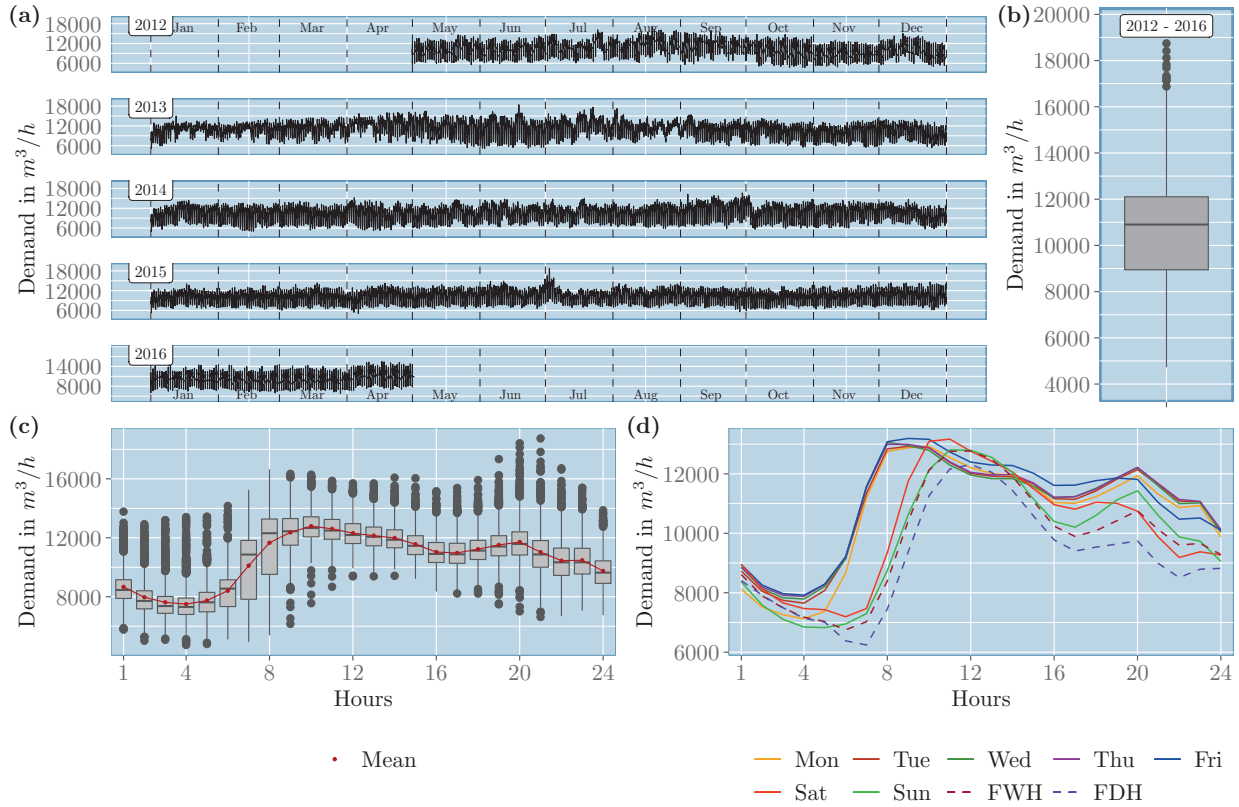 (a)
2012
Jan Feb Mar Apr May Jun Jul Aug Sep Oct Nov Dec
18000
12000
6000
2013
18000
12000
6000
2014
18000
12000
6000
2015
18000
12000
6000
2016
14000
8000
Jan Feb Mar Apr May Jun Jul Aug Sep Oct Nov Dec
Demand in m³/h
(b)
2012 - 2016
20000
18000
16000
14000
12000
10000
8000
6000
4000
Demand in m³/h
(c)
16000
12000
8000
Demand in m³/h
1 4 8 12 16 20 24
Hours
Mean
(d)
12000
10000
8000
6000
Demand in m³/h
1 4 8 12 16 20 24
Hours
Mon Tue Wed Thu Fri
Sat Sun FWH FDH